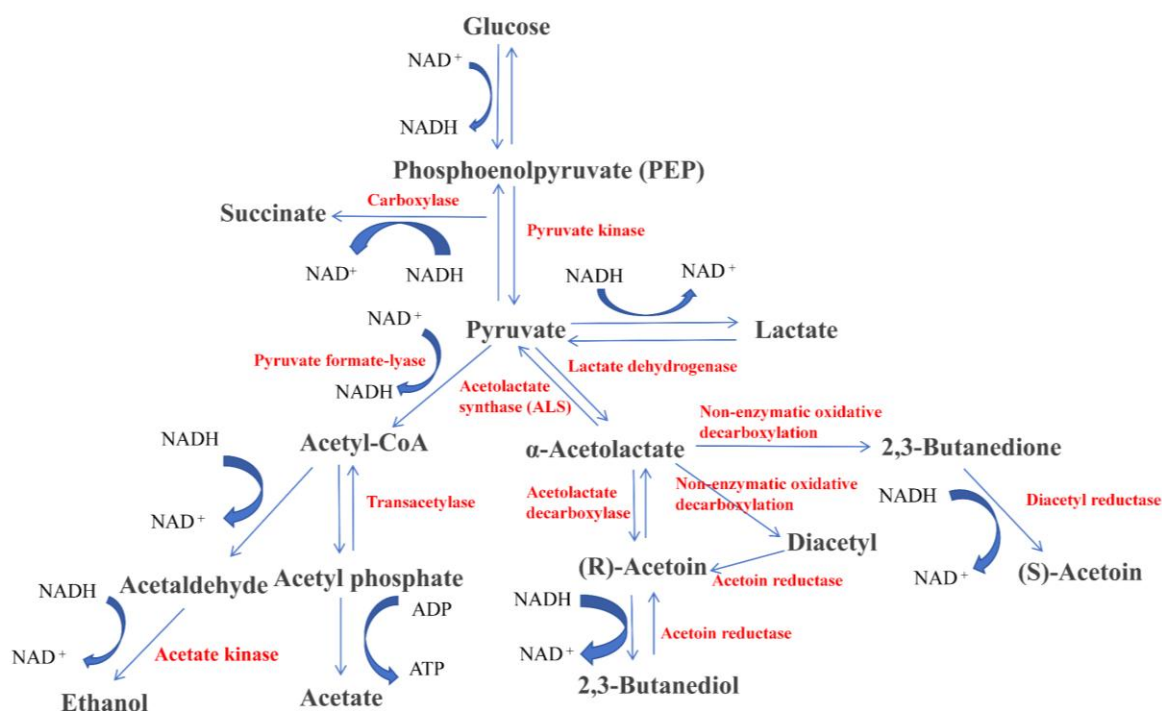 Glucose
NAD⁺
NADH
Phosphoenolpyruvate (PEP)
Carboxylase
Succinate
Pyruvate kinase
NAD⁺
NADH
NADH
NAD⁺
NAD⁺
Pyruvate
Lactate
Pyruvate formate-lyase
Lactate dehydrogenase
NADH
Acetolactate
synthase (ALS)
Non-enzymatic oxidative
decarboxylation
NADH
Acetyl-CoA
α-Acetolactate
2,3-Butanedione
Transacetylase
Acetolactate
decarboxylase
Non-enzymatic oxidative
decarboxylation
NADH
Diacetyl reductase
NAD⁺
Diacetyl
Acetaldehyde
Acetyl phosphate
(R)-Acetoin
Acetoin reductase
NAD⁺
(S)-Acetoin
NADH
ADP
NADH
Acetoin reductase
NAD⁺
Acetate kinase
ATP
NAD⁺
Ethanol
Acetate
2,3-Butanediol